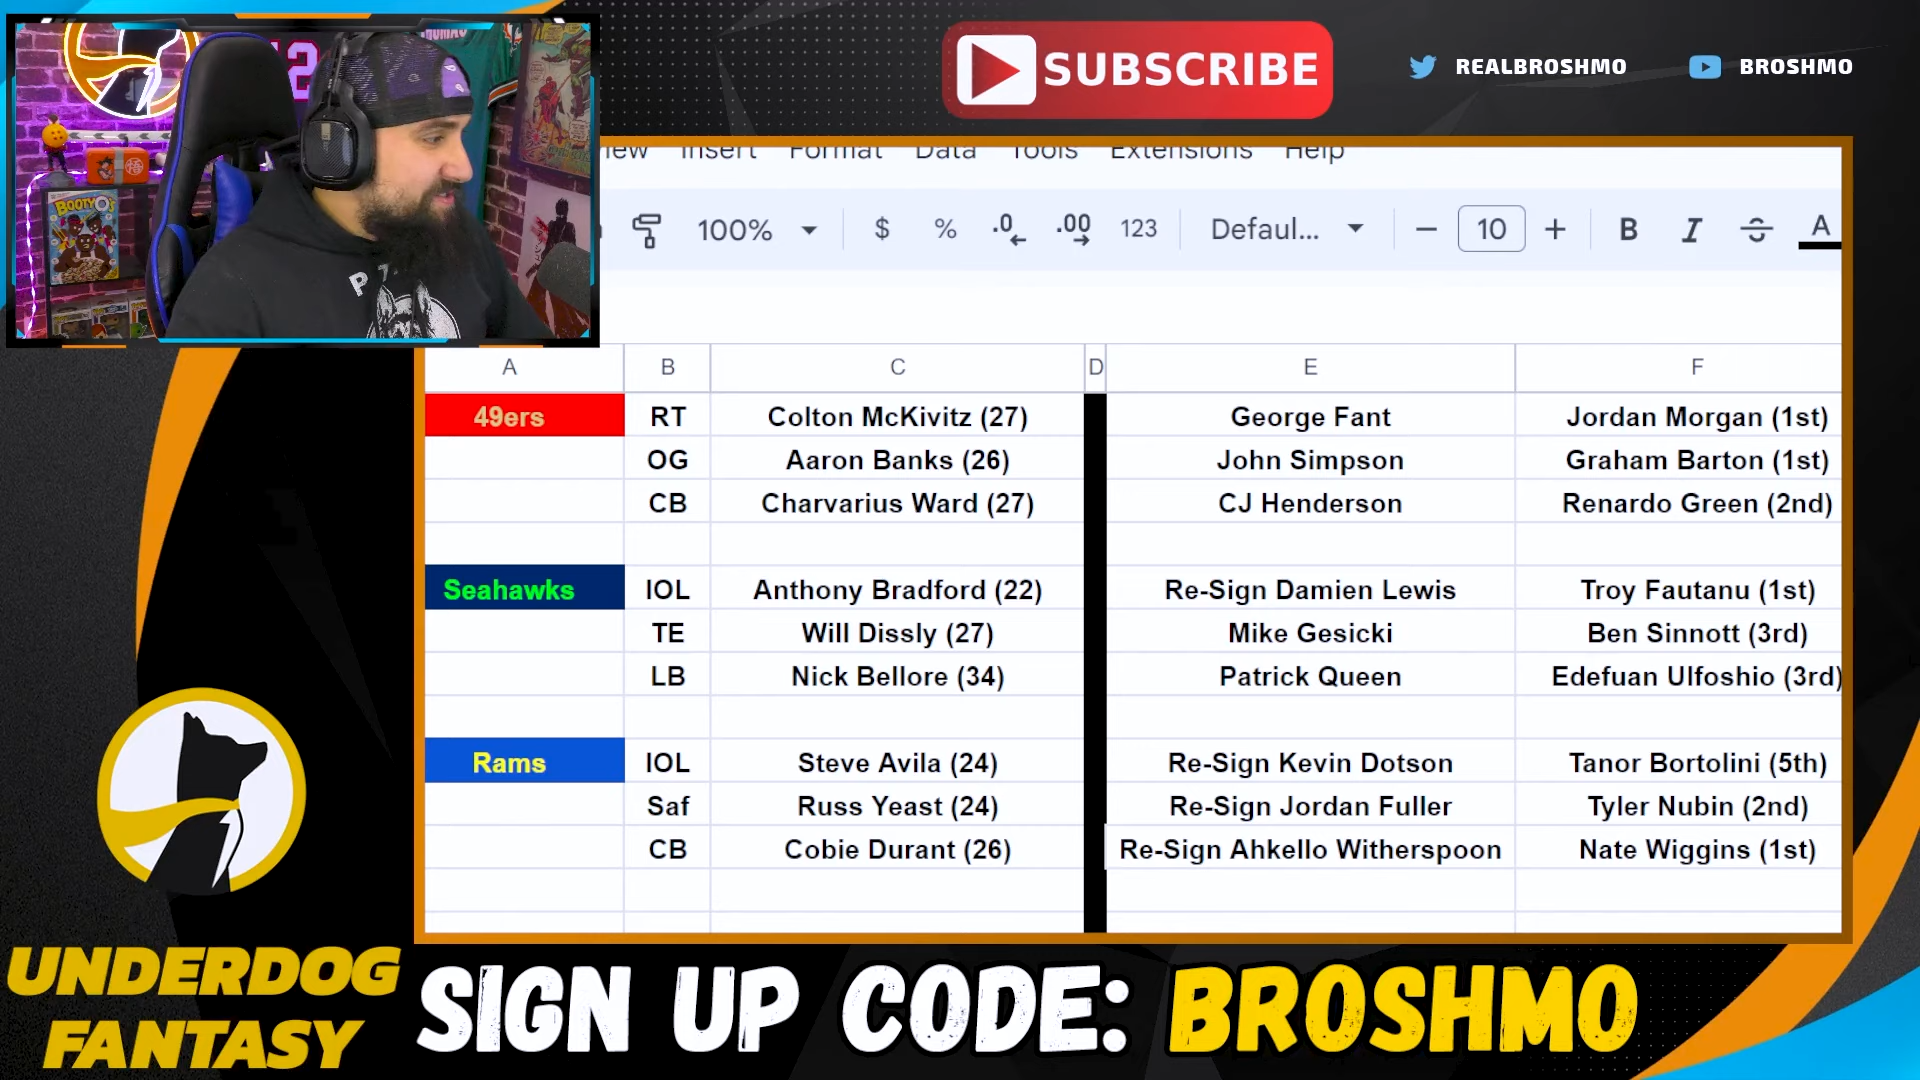 SUBSCRIBE
REALBROSHMO
BROSHMO
Insert Format Data Tools Extensions Help
100% $ % .0 .00 123 Defaul... 10 B I A
A B C D E F
49ers RT Colton McKivitz (27) George Fant Jordan Morgan (1st)
OG Aaron Banks (26) John Simpson Graham Barton (1st)
CB Charvarius Ward (27) CJ Henderson Renardo Green (2nd)
Seahawks IOL Anthony Bradford (22) Re-Sign Damien Lewis Troy Fautanu (1st)
TE Will Dissly (27) Mike Gesicki Ben Sinnott (3rd)
LB Nick Bellore (34) Patrick Queen Edefuan Ulfoshio (3rd)
Rams IOL Steve Avila (24) Re-Sign Kevin Dotson Tanor Bortolini (5th)
Saf Russ Yeast (24) Re-Sign Jordan Fuller Tyler Nubin (2nd)
CB Cobie Durant (26) Re-Sign Ahkello Witherspoon Nate Wiggins (1st)
BOOTY O's
UNDERDOG
FANTASY
SIGN UP CODE: BROSHMO